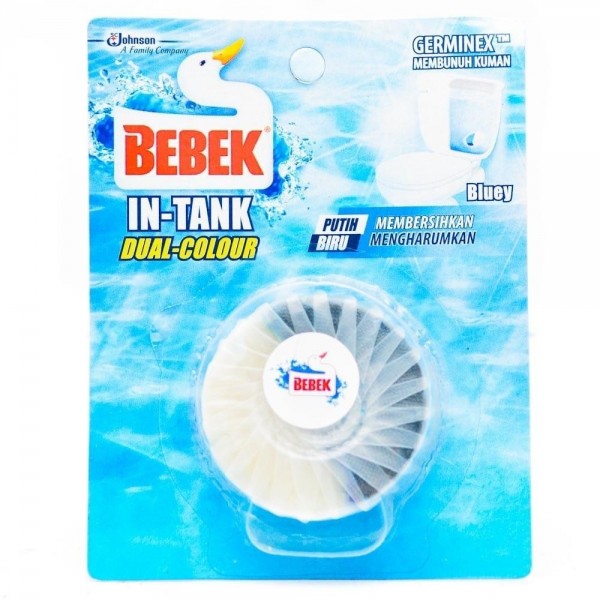 SC Johnson
A Family Company
GERMINEX™
MEMBUNUH KUMAN
BEBEK
IN-TANK
DUAL-COLOUR
Bluey
PUTIH MEMBERSIHKAN
BIRU MENGHARUMKAN
BEBEK